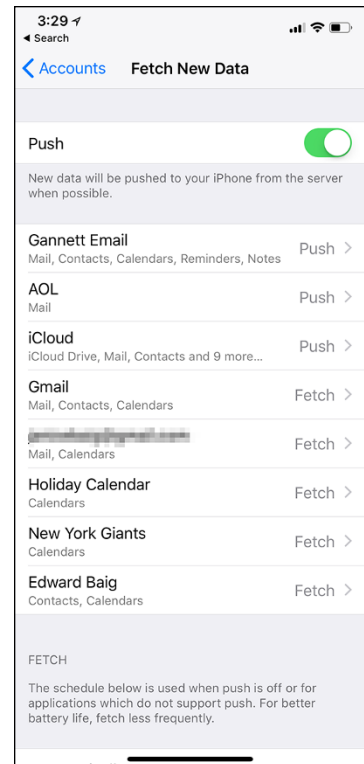 3:29
◀ Search
Accounts
Fetch New Data
Push
New data will be pushed to your iPhone from the server
when possible.
Gannett Email
Push
Mail, Contacts, Calendars, Reminders, Notes
AOL
Push
Mail
iCloud
Push
iCloud Drive, Mail, Contacts and 9 more...
Gmail
Fetch
Mail, Contacts, Calendars
Fetch
Mail, Calendars
Holiday Calendar
Fetch
Calendars
New York Giants
Fetch
Calendars
Edward Baig
Fetch
Contacts, Calendars
FETCH
The schedule below is used when push is off or for
applications which do not support push. For better
battery life, fetch less frequently.